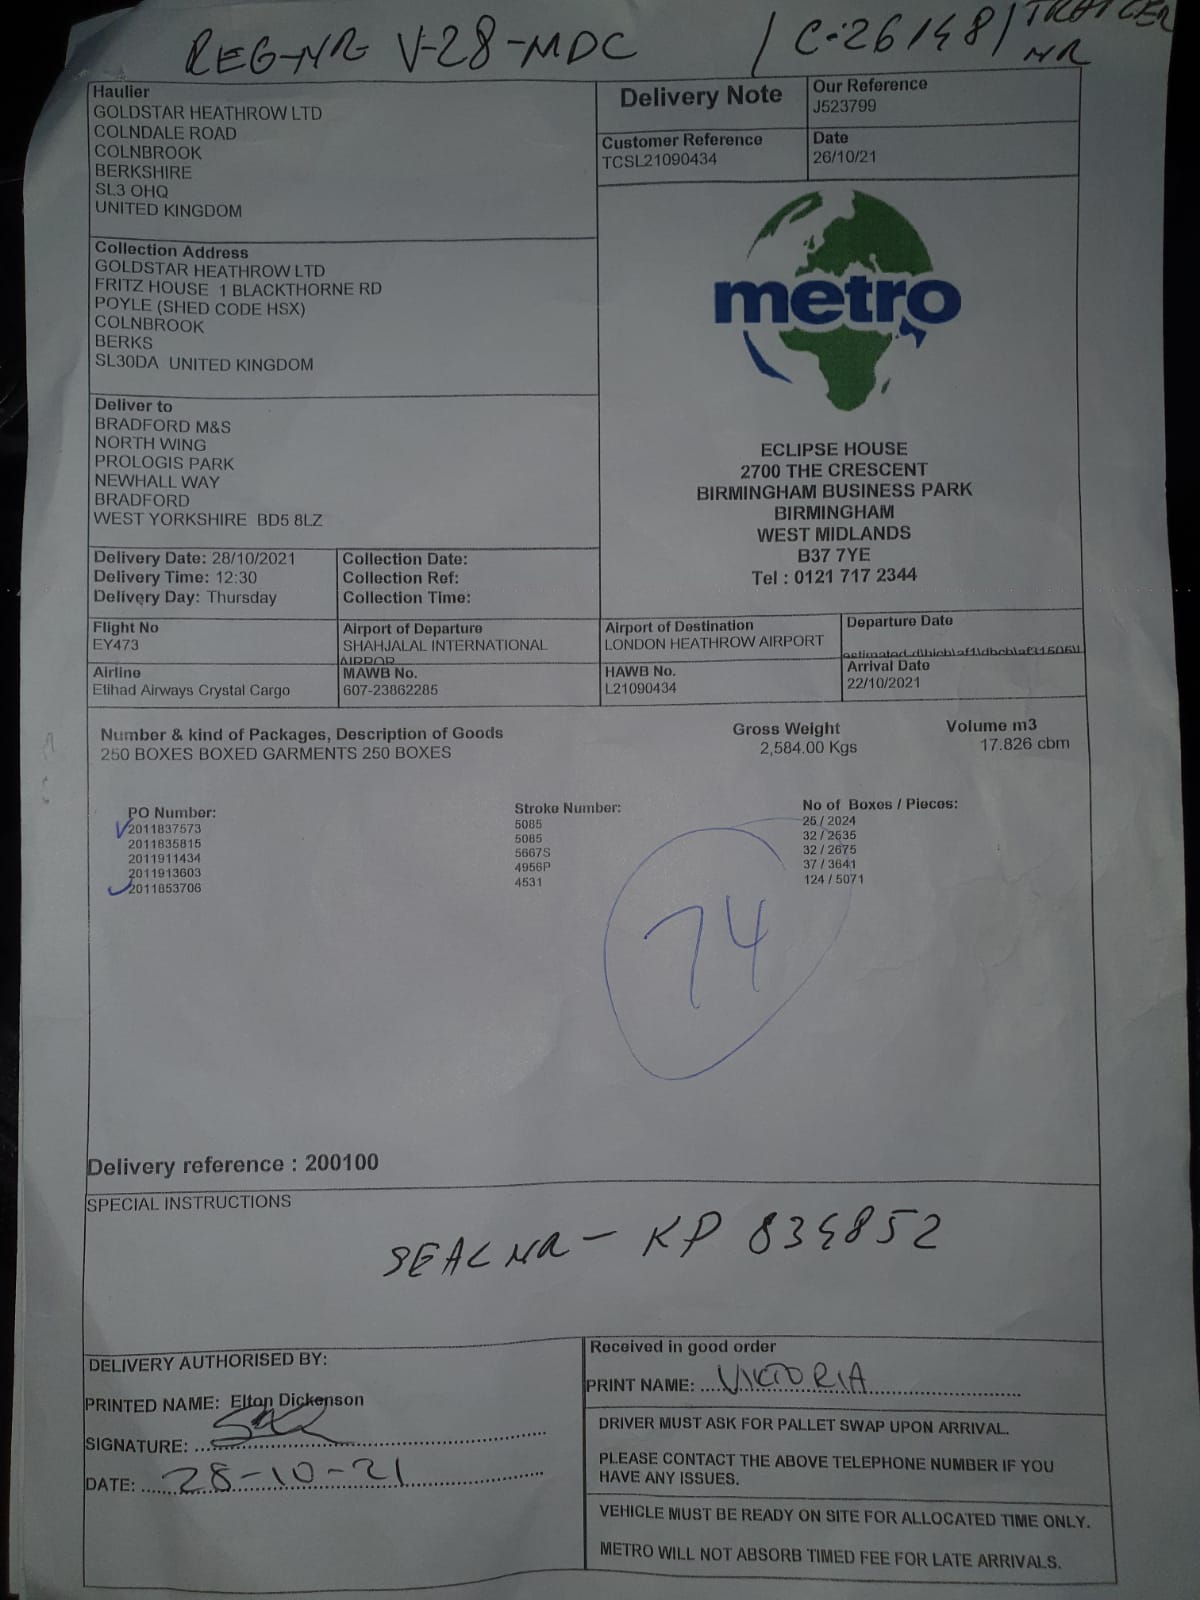 REG-NR V-28-MDC / C-26148 / TRAILER NR
Haulier
GOLDSTAR HEATHROW LTD
COLNDALE ROAD
COLNBROOK
BERKSHIRE
SL3 OHQ
UNITED KINGDOM
Delivery Note
Our Reference
J523799
Customer Reference
TCSL21090434
Date
26/10/21
Collection Address
GOLDSTAR HEATHROW LTD
FRITZ HOUSE 1 BLACKTHORNE RD
POYLE (SHED CODE HSX)
COLNBROOK
BERKS
SL30DA UNITED KINGDOM
metro
Deliver to
BRADFORD M&S
NORTH WING
PROLOGIS PARK
NEWHALL WAY
BRADFORD
WEST YORKSHIRE BD5 8LZ
ECLIPSE HOUSE
2700 THE CRESCENT
BIRMINGHAM BUSINESS PARK
BIRMINGHAM
WEST MIDLANDS
B37 7YE
Tel : 0121 717 2344
Delivery Date: 28/10/2021
Delivery Time: 12:30
Delivery Day: Thursday
Collection Date:
Collection Ref:
Collection Time:
Flight No
EY473
Airport of Departure
SHAHJALAL INTERNATIONAL
Airport of Destination
LONDON HEATHROW AIRPORT
Departure Date
Airline
Etihad Airways Crystal Cargo
MAWB No.
607-23862285
HAWB No.
L21090434
Arrival Date
22/10/2021
Number & kind of Packages, Description of Goods
250 BOXES BOXED GARMENTS 250 BOXES
Gross Weight
2,584.00 Kgs
Volume m3
17.826 cbm
PO Number: Stroke Number: No of Boxes / Pieces:
2011837573 5085 25 / 2024
2011835815 5085 32 / 2635
2011911434 5667S 32 / 2675
2011913603 4956P 37 / 3641
2011853706 4531 124 / 5071
74
Delivery reference : 200100
SPECIAL INSTRUCTIONS
SEAL NR - KP 834852
DELIVERY AUTHORISED BY:
PRINTED NAME: Elton Dickenson
SIGNATURE:
DATE: 28-10-21
Received in good order
PRINT NAME: VIKTORIA
DRIVER MUST ASK FOR PALLET SWAP UPON ARRIVAL.
PLEASE CONTACT THE ABOVE TELEPHONE NUMBER IF YOU
HAVE ANY ISSUES.
VEHICLE MUST BE READY ON SITE FOR ALLOCATED TIME ONLY.
METRO WILL NOT ABSORB TIMED FEE FOR LATE ARRIVALS.